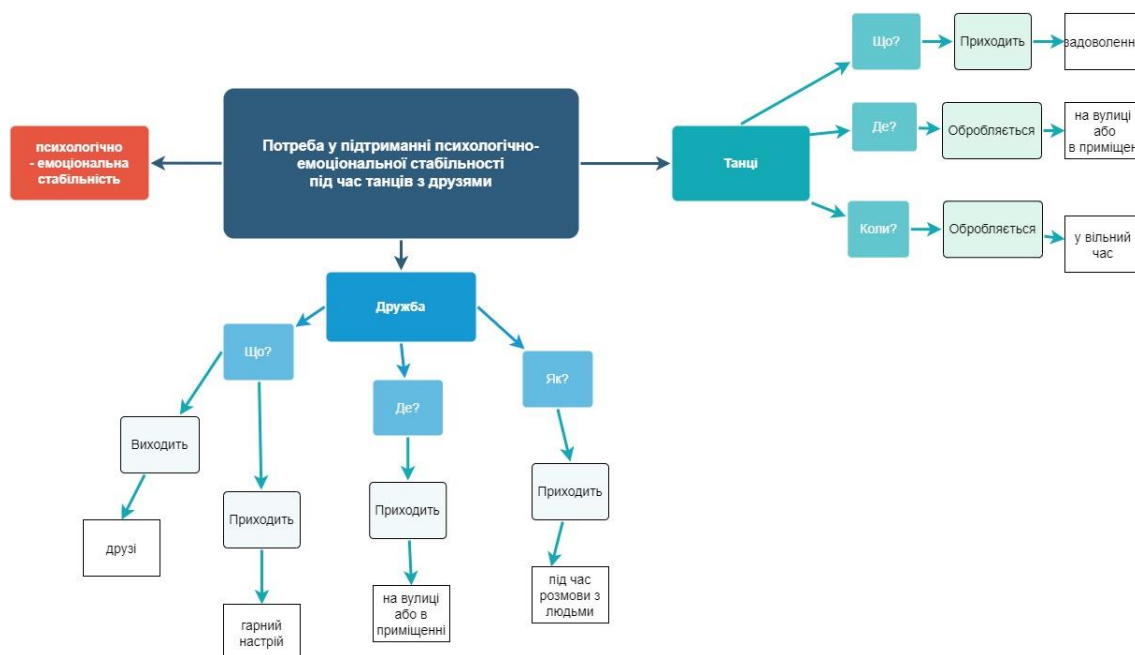 Що?
Приходить
задоволенн
психологічно
- емоціональна
стабільність
Потреба у підтриманні психологічно-
емоціональної стабільності
під час танців з друзями
Танці
Де?
Обробляється
на вулиці
або
в приміщен
Коли?
Обробляється
у вільний
час
Дружба
Що?
Де?
Як?
Виходить
Приходить
Приходить
Приходить
друзі
гарний
настрій
на вулиці
або в
приміщенні
під час
розмови з
людьми